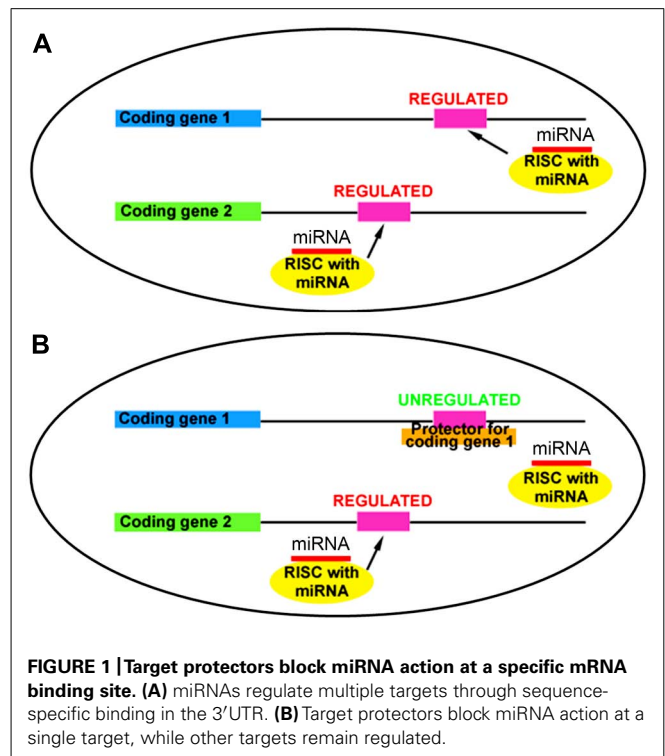 A
REGULATED
Coding gene 1
miRNA
RISC with
miRNA
REGULATED
Coding gene 2
miRNA
RISC with
miRNA
B
UNREGULATED
Coding gene 1
Protector for
coding gene 1
miRNA
RISC with
miRNA
REGULATED
Coding gene 2
miRNA
RISC with
miRNA
FIGURE 1 | Target protectors block miRNA action at a specific mRNA
binding site. (A) miRNAs regulate multiple targets through sequence-
specific binding in the 3′UTR. (B) Target protectors block miRNA action at a
single target, while other targets remain regulated.